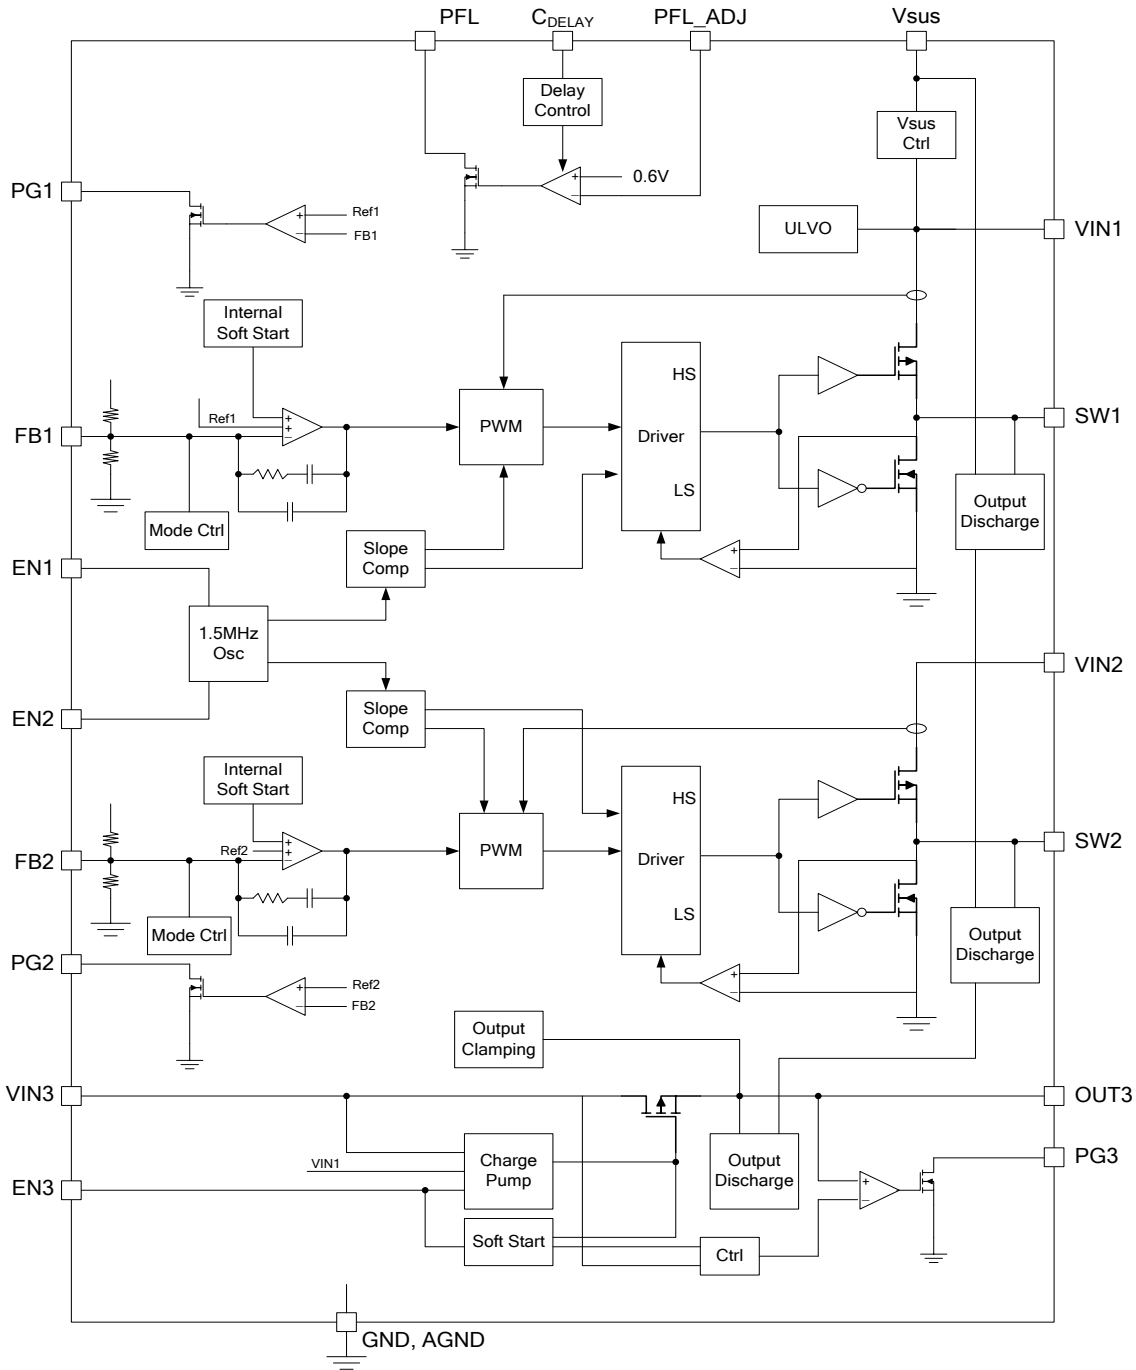 PFL
C_DELAY
PFL_ADJ
Vsus
Delay
Control
Vsus
Ctrl
PG1
+
−
0.6V
Ref1
+
−
FB1
ULVO
VIN1
Internal
Soft Start
HS
PWM
Driver
LS
Ref1
+
+
−
FB1
SW1
Output
Discharge
Mode Ctrl
Slope
Comp
+
−
EN1
1.5MHz
Osc
VIN2
EN2
Slope
Comp
Internal
Soft Start
HS
PWM
Driver
LS
Ref2
+
+
−
FB2
SW2
Mode Ctrl
Output
Discharge
PG2
+
−
Ref2
FB2
+
−
Output
Clamping
VIN3
OUT3
VIN1
Charge
Pump
Output
Discharge
PG3
EN3
+
−
Soft Start
Ctrl
GND, AGND